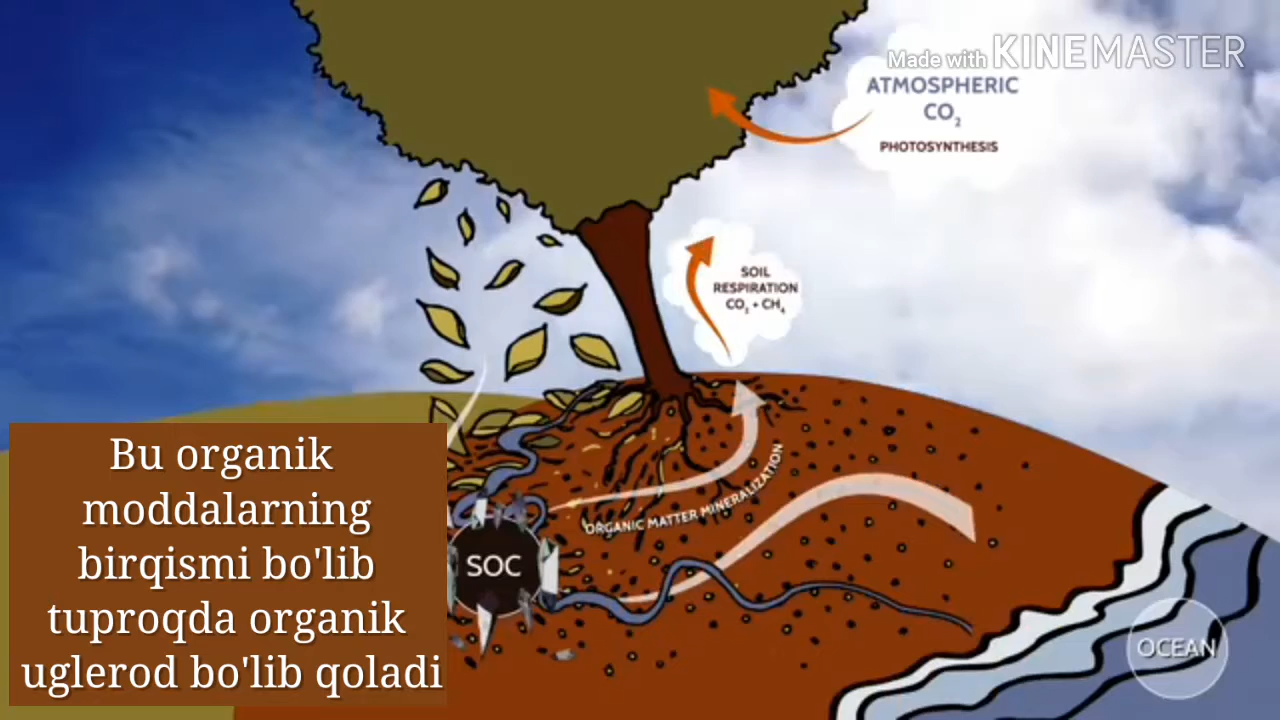 Made with KINEMASTER
ATMOSPHERIC
CO₂
PHOTOSYNTHESIS
SOIL
RESPIRATION
CO₂ + CH₄
ORGANIC MATTER MINERALIZATION
SOC
OCEAN
Bu organik
moddalarning
birqismi bo'lib
tuproqda organik
uglerod bo'lib qoladi